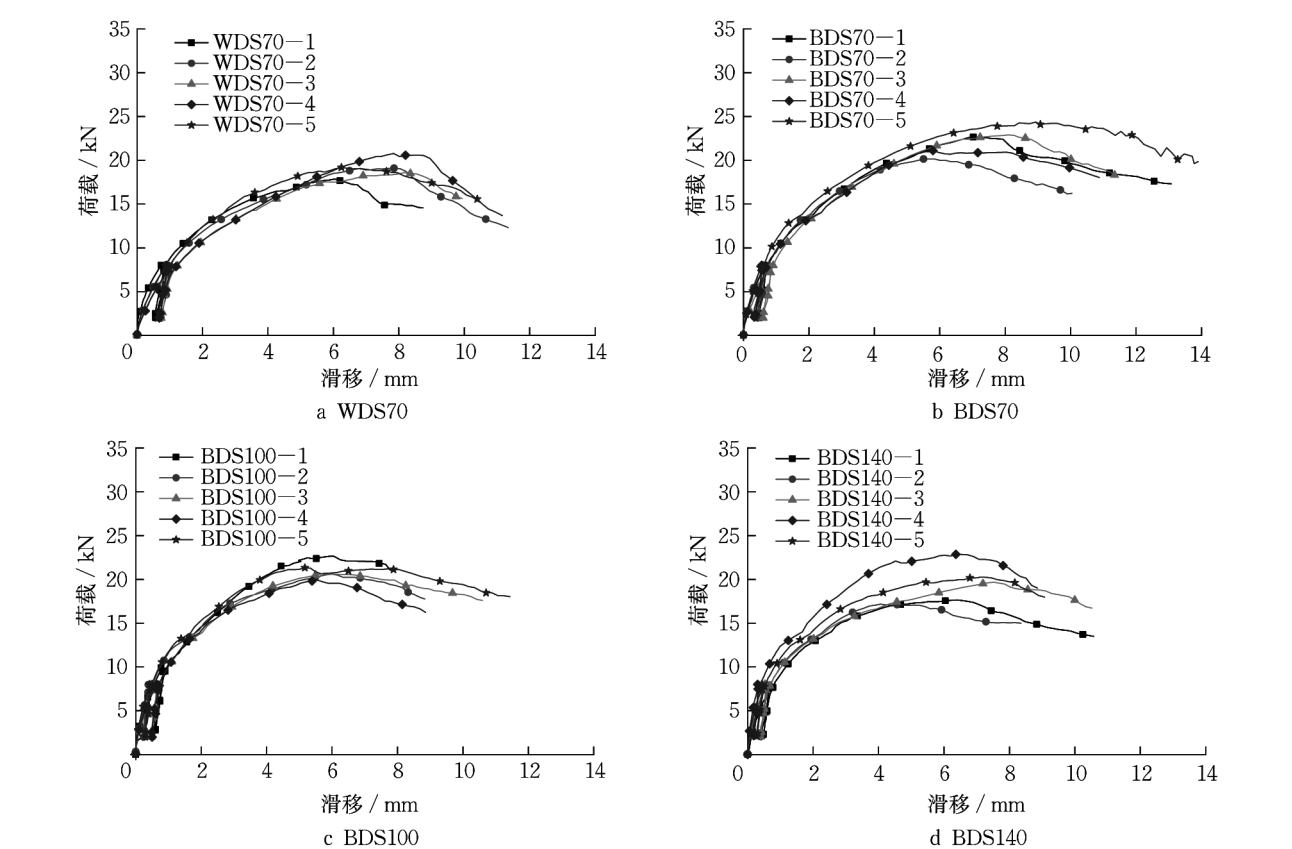 35
30
25
20
15
10
5
荷载 / kN
WDS70—1
WDS70—2
WDS70—3
WDS70—4
WDS70—5
0 2 4 6 8 10 12 14
滑移 / mm
a WDS70
35
30
25
20
15
10
5
荷载 / kN
BDS70—1
BDS70—2
BDS70—3
BDS70—4
BDS70—5
0 2 4 6 8 10 12 14
滑移 / mm
b BDS70
35
30
25
20
15
10
5
荷载 / kN
BDS100—1
BDS100—2
BDS100—3
BDS100—4
BDS100—5
0 2 4 6 8 10 12 14
滑移 / mm
c BDS100
35
30
25
20
15
10
5
荷载 / kN
BDS140—1
BDS140—2
BDS140—3
BDS140—4
BDS140—5
0 2 4 6 8 10 12 14
滑移 / mm
d BDS140